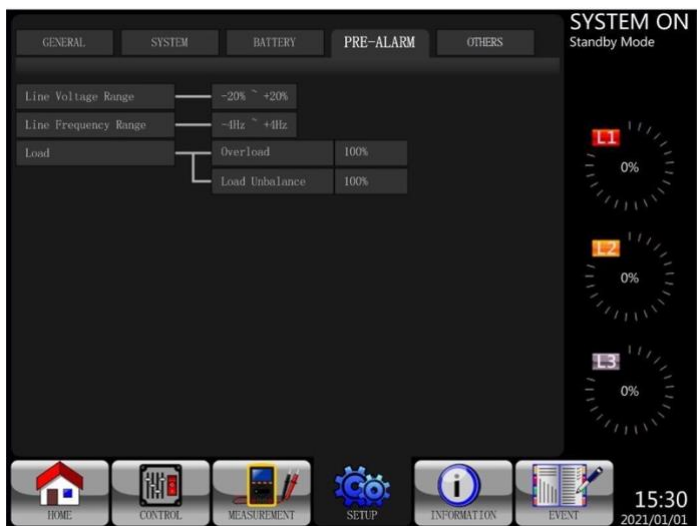 SYSTEM ON
Standby Mode
GENERAL SYSTEM BATTERY PRE-ALARM OTHERS
Line Voltage Range -20% ~ +20%
Line Frequency Range -4Hz ~ +4Hz
Load Overload 100%
Load Unbalance 100%
L1
0%
L2
0%
L3
0%
HOME CONTROL MEASUREMENT SETUP INFORMATION EVENT
15:30
2021/01/01